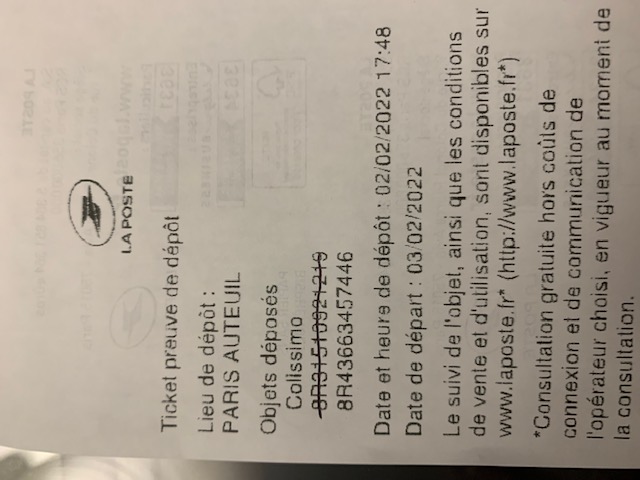 LA POSTE
Ticket preuve de dépôt
Lieu de dépôt :
PARIS AUTEUIL
Objets déposés
Colissimo
8R31510921219
8R43663457446
Date et heure de dépôt : 02/02/2022 17:48
Date de départ : 03/02/2022
Le suivi de l'objet, ainsi que les conditions
de vente et d'utilisation, sont disponibles sur
www.laposte.fr* (http://www.laposte.fr*)
*Consultation gratuite hors coûts de
connexion et de communication de
l'opérateur choisi, en vigueur au moment de
la consultation.